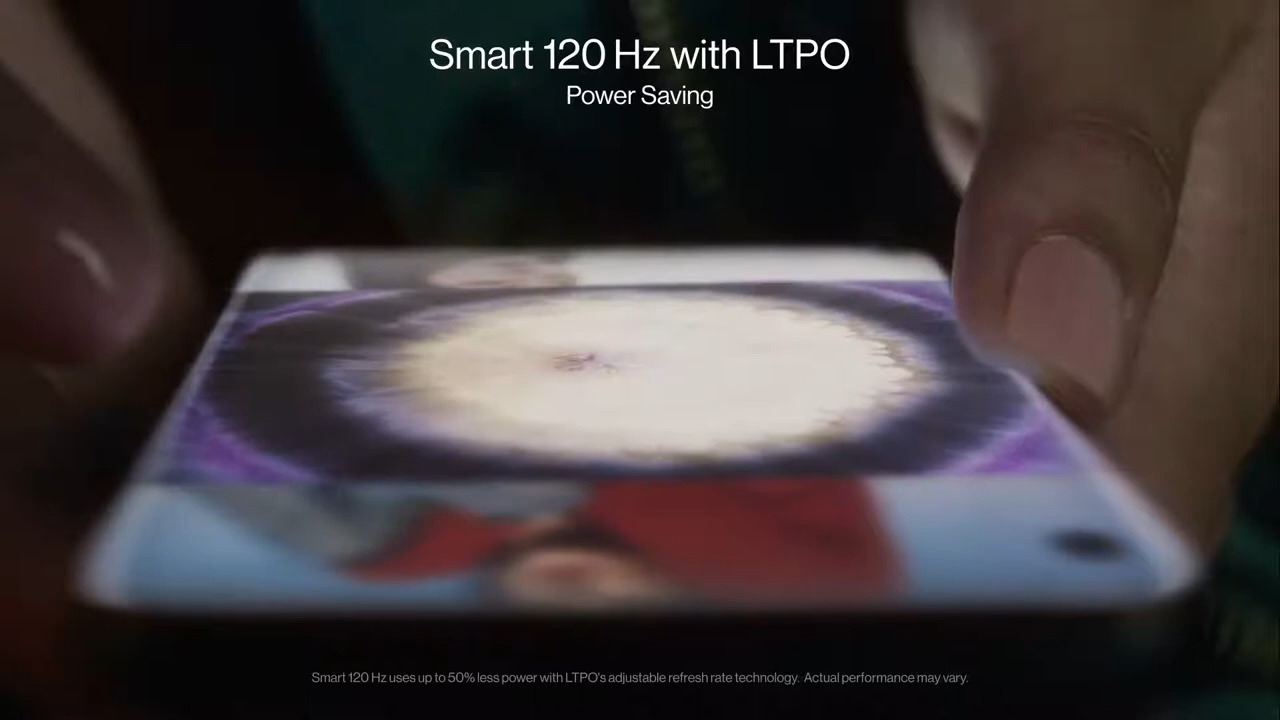 Smart 120 Hz with LTPO
Power Saving
Smart 120 Hz uses up to 50% less power with LTPO's adjustable refresh rate technology. Actual performance may vary.